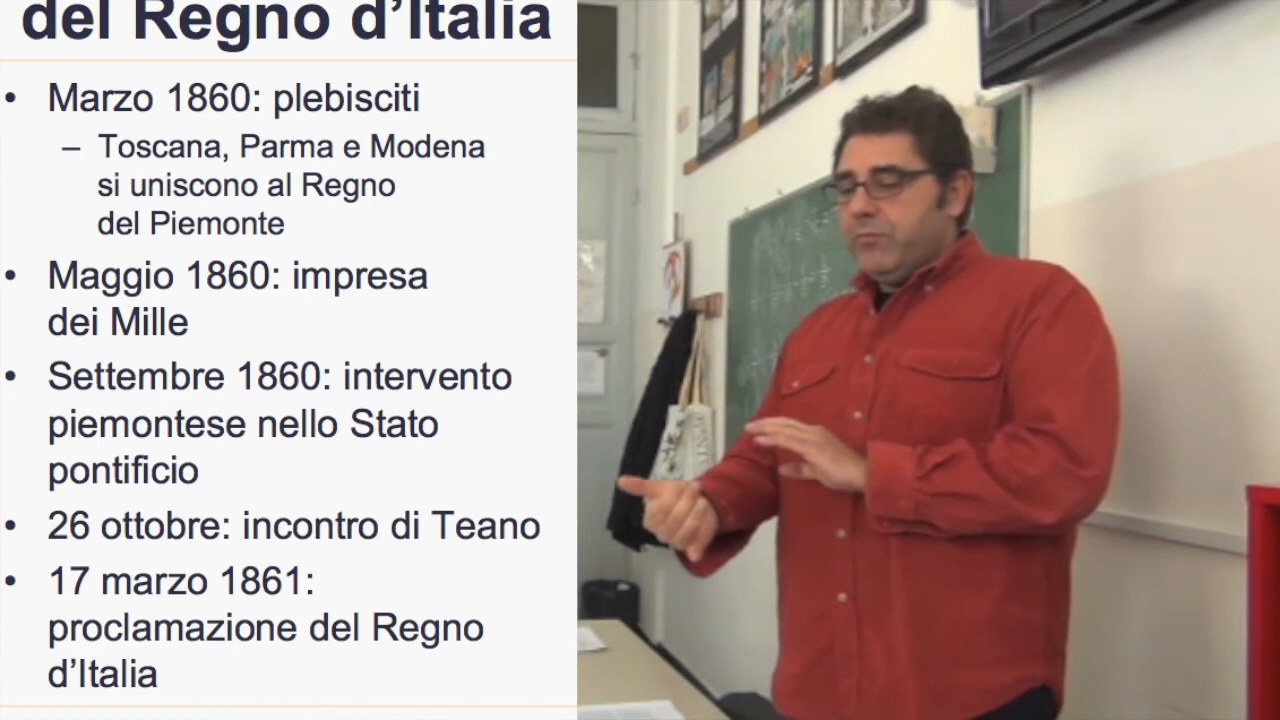 del Regno d’Italia
• Marzo 1860: plebisciti
– Toscana, Parma e Modena
si uniscono al Regno
del Piemonte
• Maggio 1860: impresa
dei Mille
• Settembre 1860: intervento
piemontese nello Stato
pontificio
• 26 ottobre: incontro di Teano
• 17 marzo 1861:
proclamazione del Regno
d’Italia